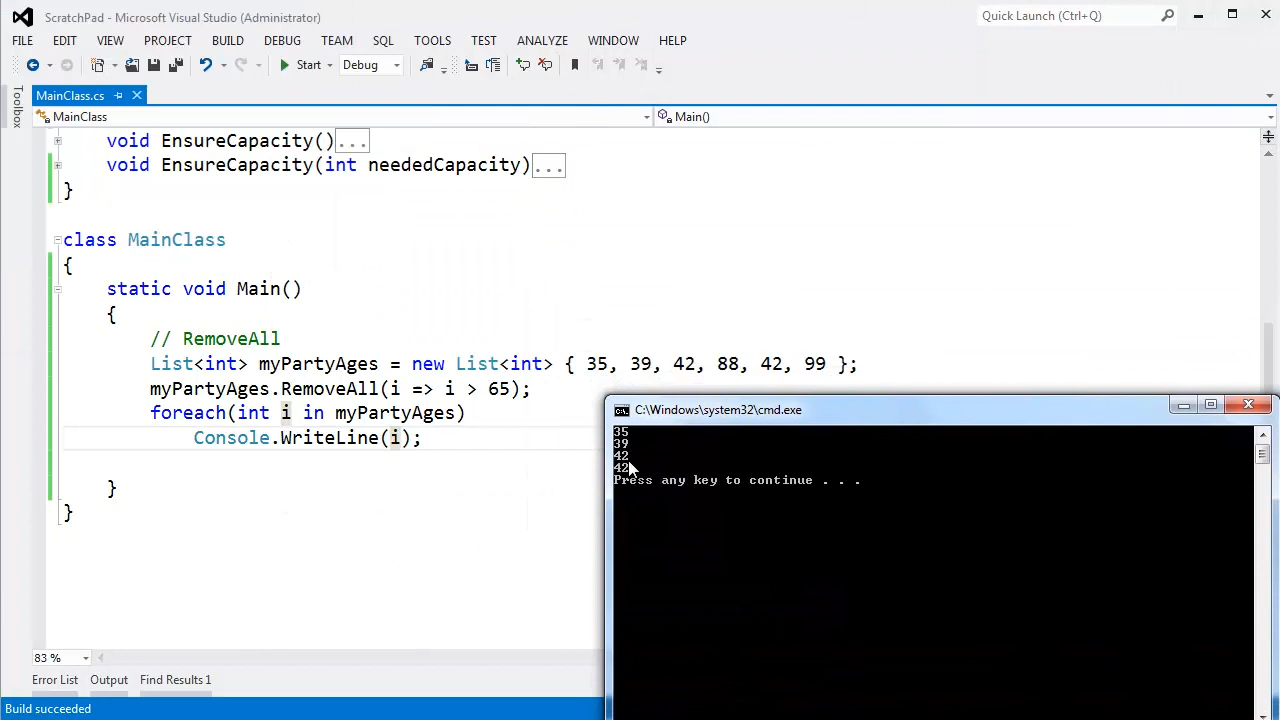 ScratchPad - Microsoft Visual Studio (Administrator)
Quick Launch (Ctrl+Q)
FILE EDIT VIEW PROJECT BUILD DEBUG TEAM SQL TOOLS TEST ANALYZE WINDOW HELP
Start Debug
Toolbox
MainClass.cs
MainClass Main()
void EnsureCapacity()...
void EnsureCapacity(int neededCapacity)...
}
class MainClass
{
static void Main()
{
// RemoveAll
List<int> myPartyAges = new List<int> { 35, 39, 42, 88, 42, 99 };
myPartyAges.RemoveAll(i => i > 65);
foreach(int i in myPartyAges)
Console.WriteLine(i);
}
}
C:\Windows\system32\cmd.exe
35
39
42
42
Press any key to continue . . .
83 %
Error List Output Find Results 1
Build succeeded